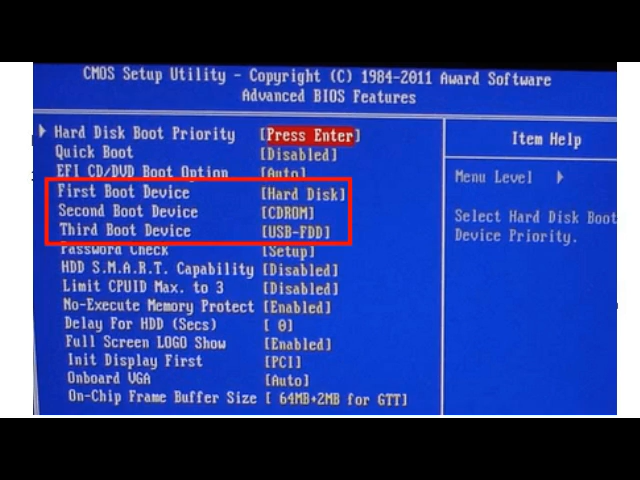 CMOS Setup Utility - Copyright (C) 1984-2011 Award Software
Advanced BIOS Features
Hard Disk Boot Priority [Press Enter]
Quick Boot [Disabled]
EFI CD/DVD Boot Option [Auto]
First Boot Device [Hard Disk]
Second Boot Device [CDROM]
Third Boot Device [USB-FDD]
Password Check [Setup]
HDD S.M.A.R.T. Capability [Disabled]
Limit CPUID Max. to 3 [Disabled]
No-Execute Memory Protect [Enabled]
Delay For HDD (Secs) [ 0]
Full Screen LOGO Show [Enabled]
Init Display First [PCI]
Onboard VGA [Auto]
On-Chip Frame Buffer Size [ 64MB+2MB for GTT]
Item Help
Menu Level
Select Hard Disk Boot
Device Priority.